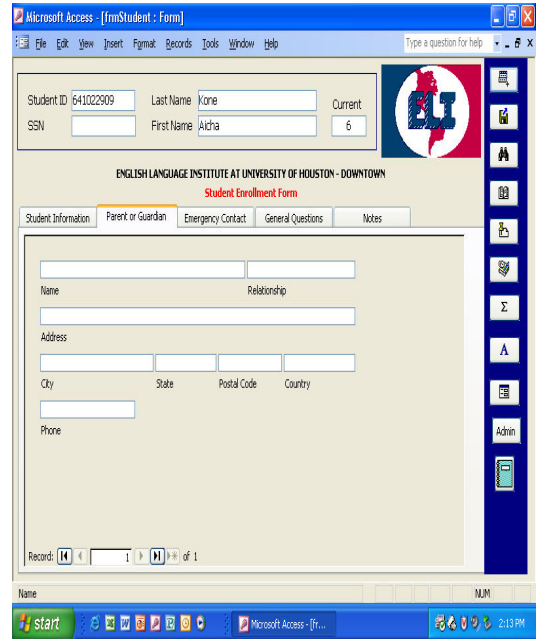 Microsoft Access - [frmStudent : Form]
File Edit View Insert Format Records Tools Window Help Type a question for help
Student ID 641022909 Last Name Kone Current
SSN First Name Aicha 6
ELI
ENGLISH LANGUAGE INSTITUTE AT UNIVERSITY OF HOUSTON - DOWNTOWN
Student Enrollment Form
Student Information Parent or Guardian Emergency Contact General Questions Notes
Name Relationship
Address
City State Postal Code Country
Phone
Σ
A
Admin
Record: 1 of 1
Name NUM
start Microsoft Access - [fr... 2:13 PM